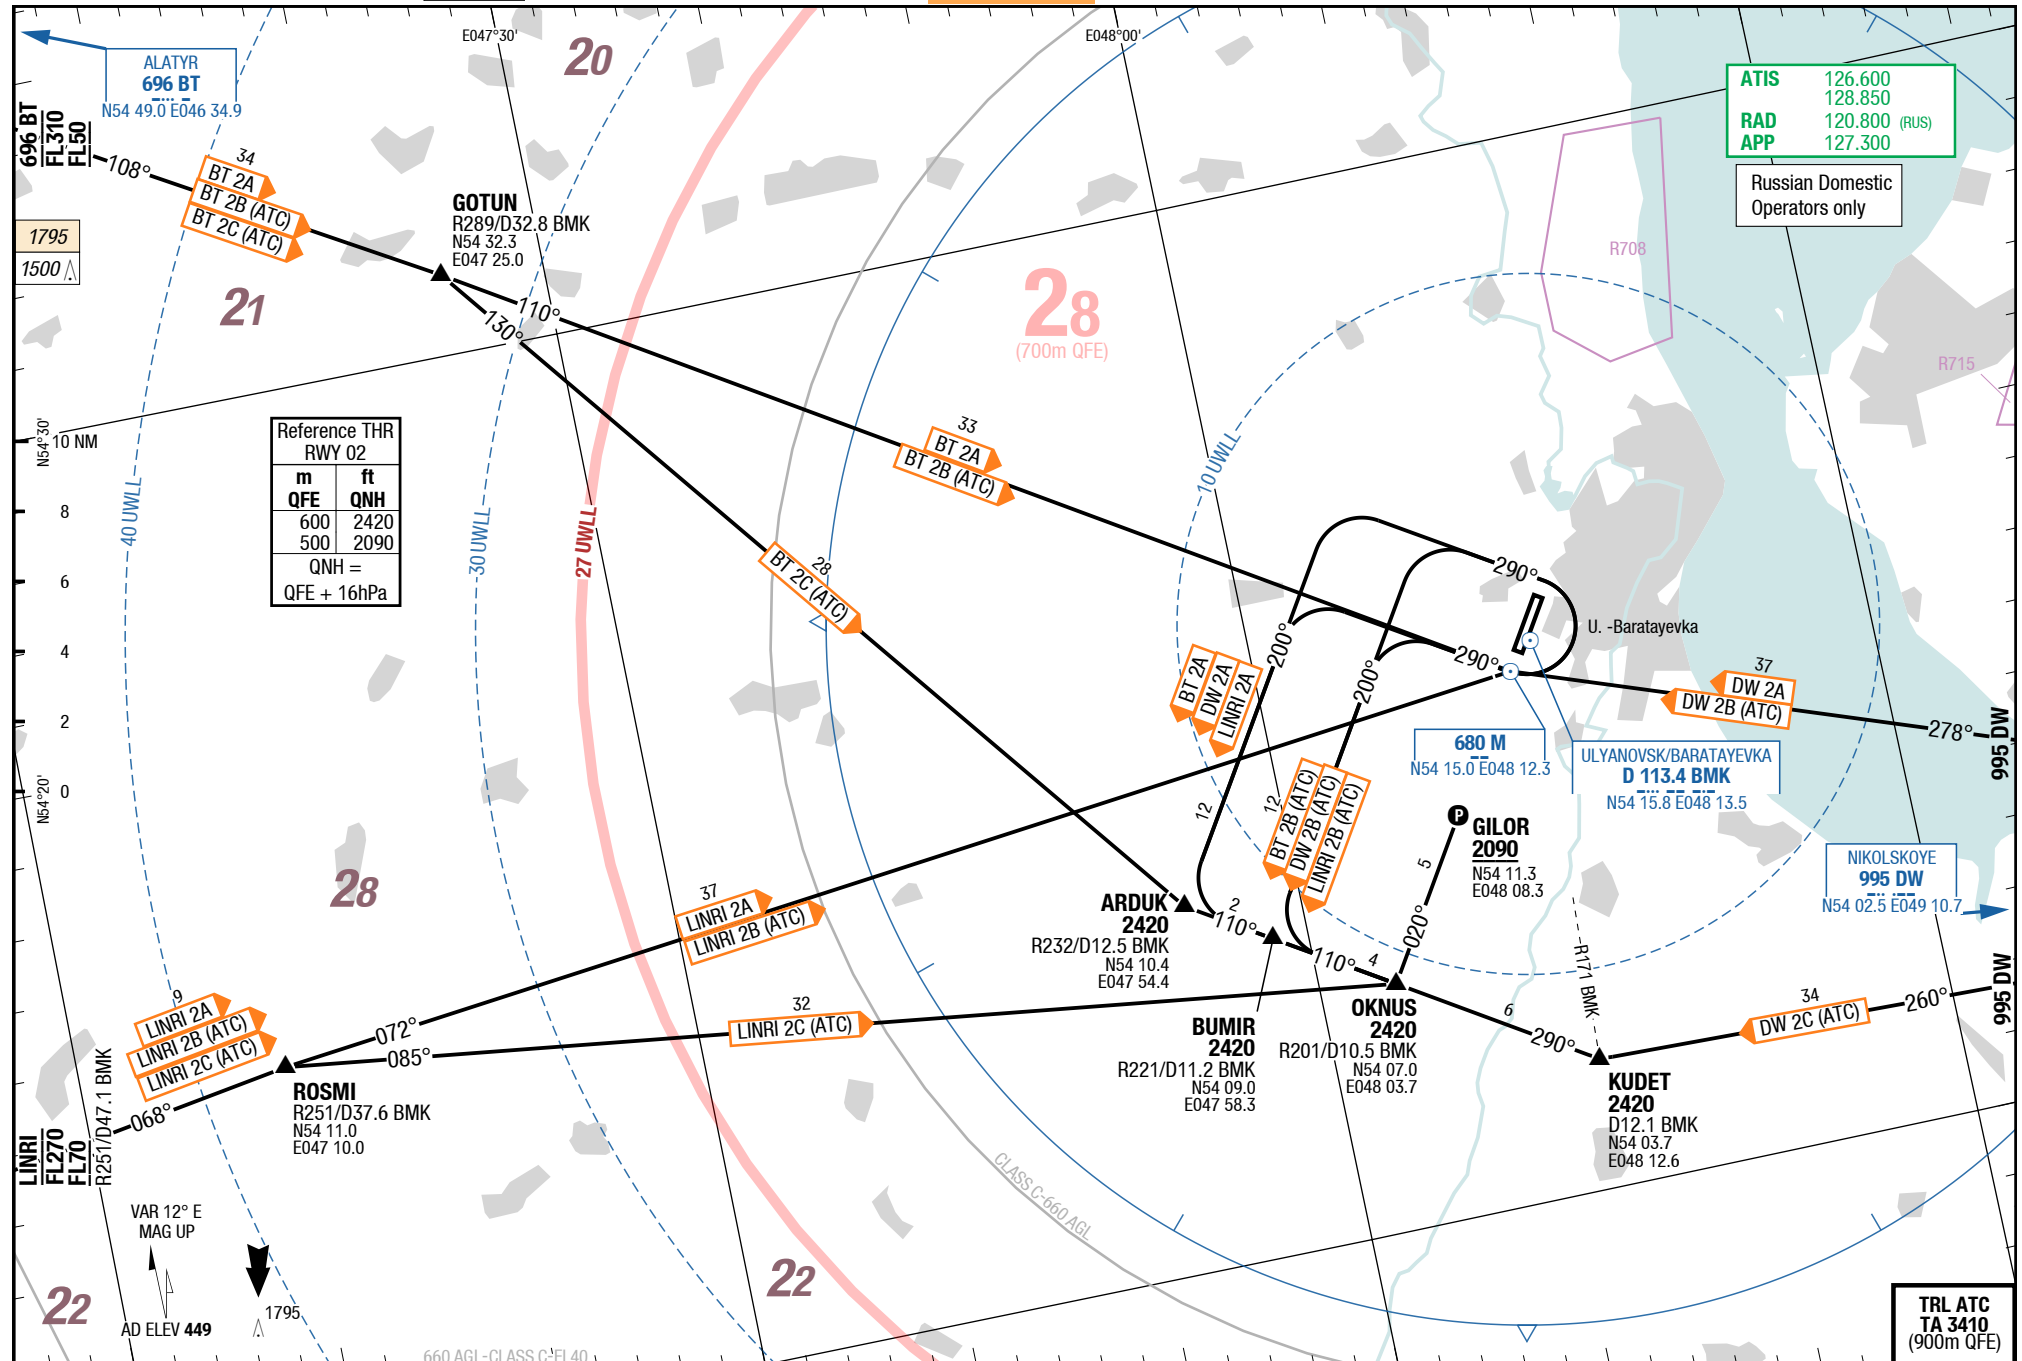 E047°30'
E048°00'
20
ALATYR
696 BT
N54 49.0 E046 34.9
ATIS 126.600
128.850
RAD 120.800 (RUS)
APP 127.300
Russian Domestic
Operators only
696 BT
FL310
FL50
108°
34
BT 2A
BT 2B (ATC)
BT 2C (ATC)
GOTUN
R289/D32.8 BMK
N54 32.3
E047 25.0
1795
1500
21
110°
130°
28
(700m QFE)
R708
R715
N54°30'
10 NM
8
6
4
2
0
N54°20'
Reference THR
RWY 02
m ft
QFE QNH
600 2420
500 2090
QNH =
QFE + 16hPa
40 UWLL
30 UWLL
27 UWLL
10 UWLL
33
BT 2A
BT 2B (ATC)
28
BT 2C (ATC)
290°
290°
200°
200°
U. -Baratayevka
BT 2A
DW 2A
LINRI 2A
37
DW 2A
DW 2B (ATC)
278°
995 DW
680 M
N54 15.0 E048 12.3
ULYANOVSK/BARATAYEVKA
D 113.4 BMK
N54 15.8 E048 13.5
12
12
BT 2B (ATC)
DW 2B (ATC)
LINRI 2B (ATC)
GILOR
2090
N54 11.3
E048 08.3
P
5
020°
NIKOLSKOYE
995 DW
N54 02.5 E049 10.7
28
37
LINRI 2A
LINRI 2B (ATC)
ARDUK
2420
R232/D12.5 BMK
N54 10.4
E047 54.4
2
110°
110°
4
R171 BMK
9
LINRI 2A
LINRI 2B (ATC)
LINRI 2C (ATC)
072°
085°
32
LINRI 2C (ATC)
BUMIR
2420
R221/D11.2 BMK
N54 09.0
E047 58.3
OKNUS
2420
R201/D10.5 BMK
N54 07.0
E048 03.7
6
290°
34
DW 2C (ATC)
260°
995 DW
ROSMI
R251/D37.6 BMK
N54 11.0
E047 10.0
068°
LINRI
FL270
FL70
R251/D47.1 BMK
KUDET
2420
D12.1 BMK
N54 03.7
E048 12.6
CLASS C-660 AGL
VAR 12° E
MAG UP
22
AD ELEV 449
1795
22
660 AGL-CLASS C-FL40
TRL ATC
TA 3410
(900m QFE)